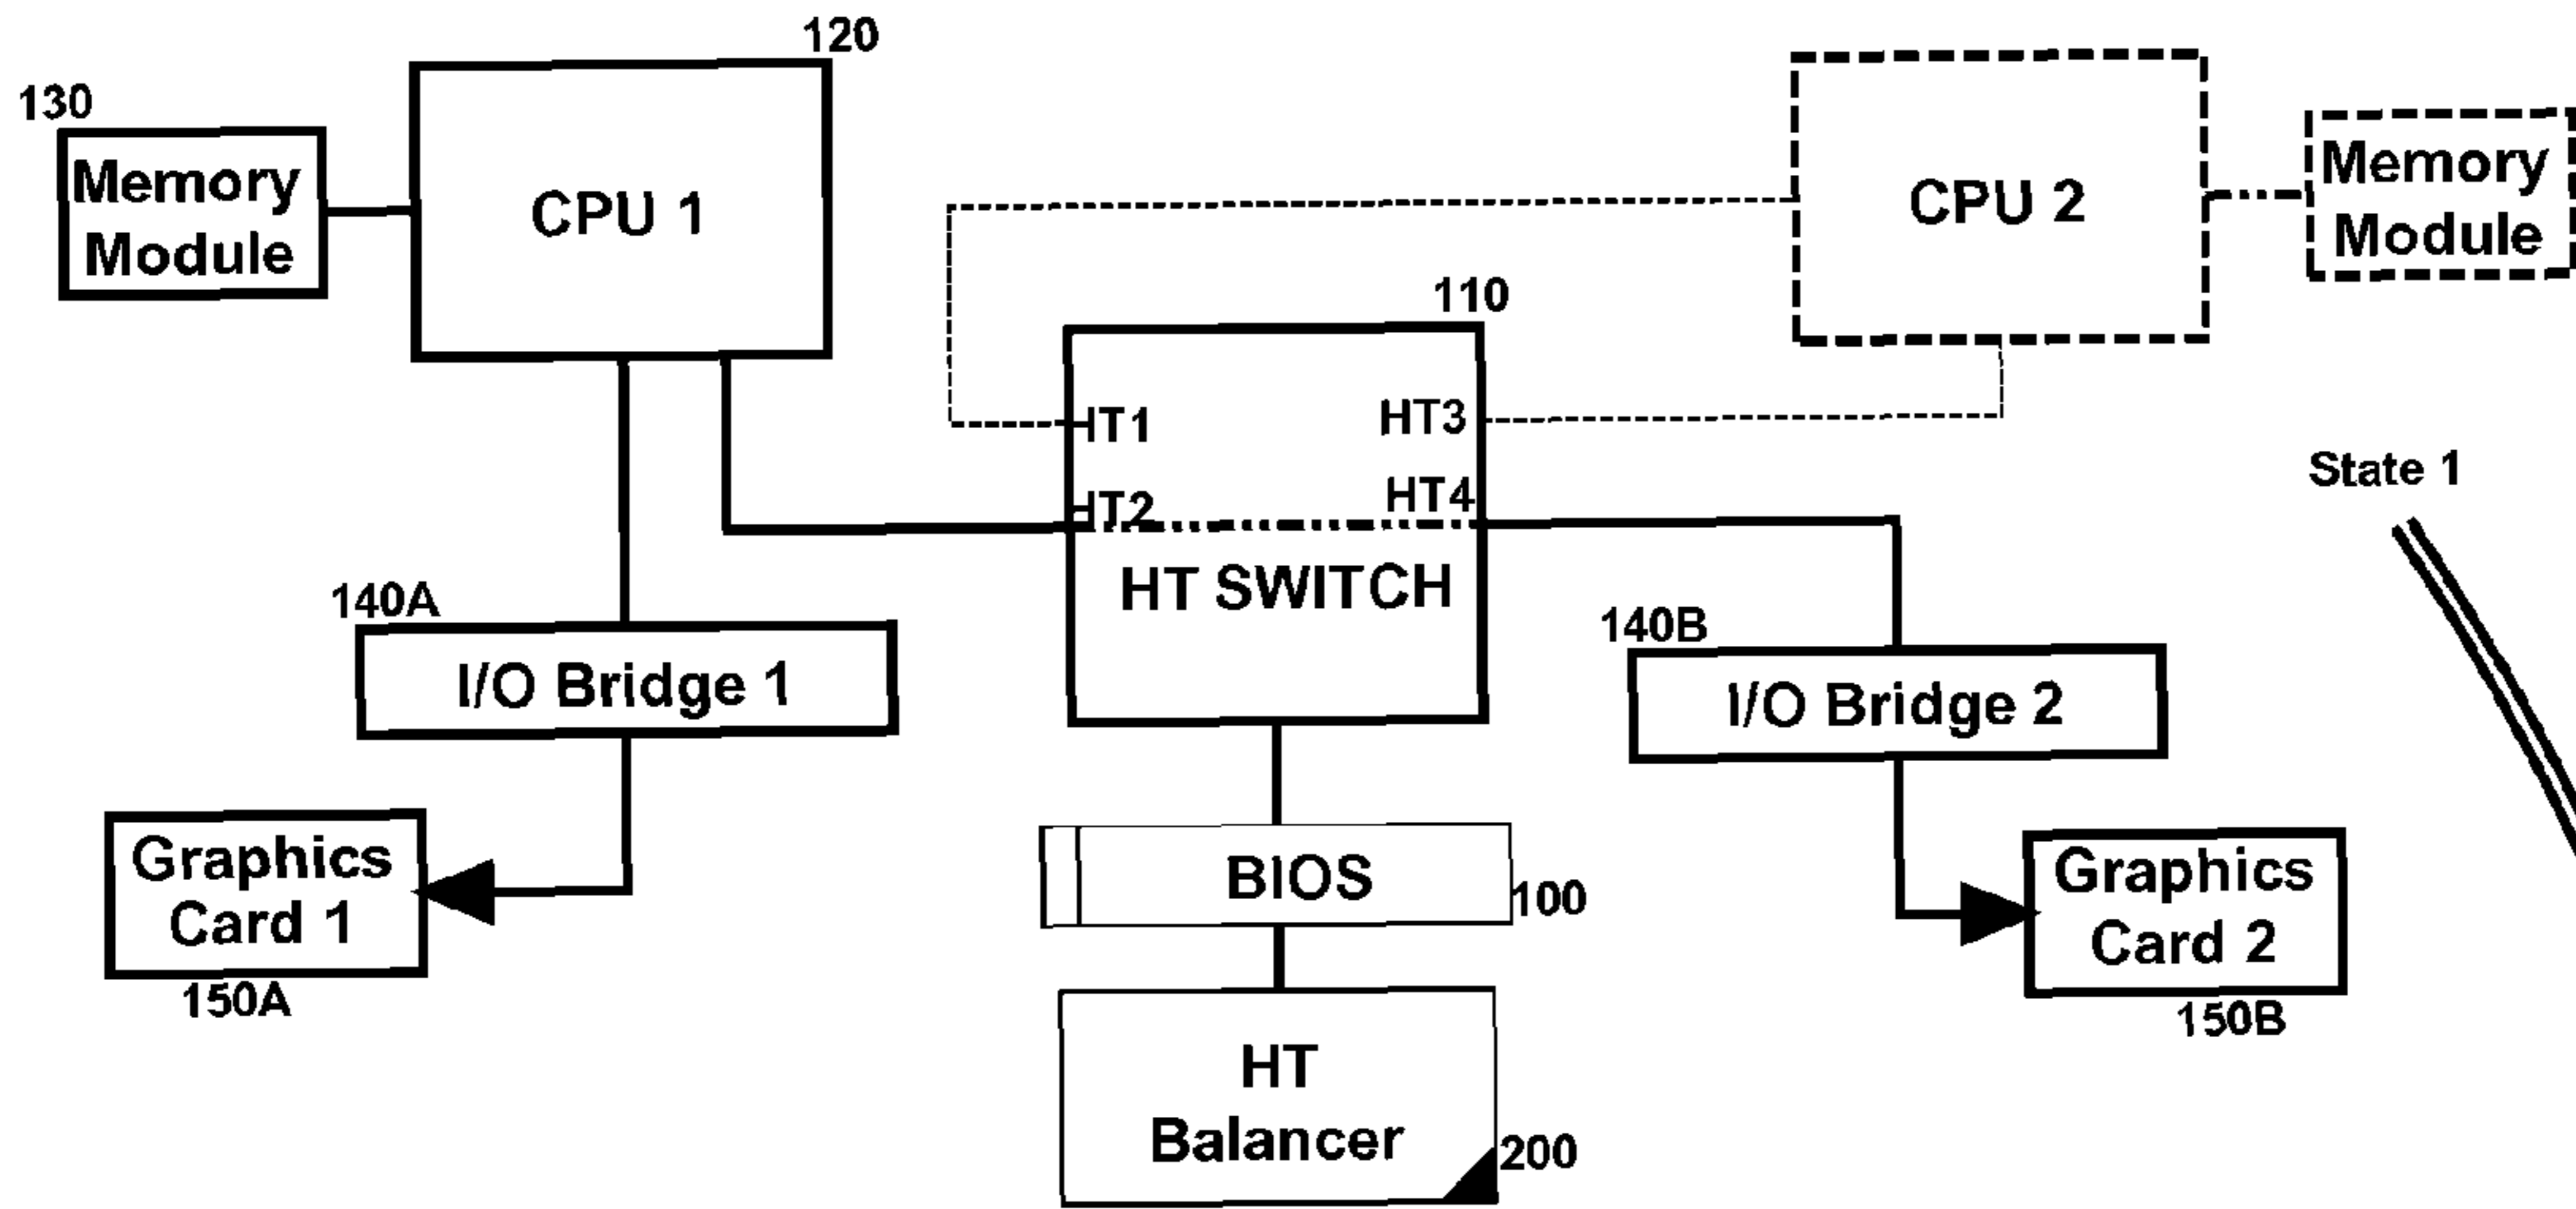 120
130
Memory
Module
CPU 1
CPU 2
Memory
Module
110
HT1
HT3
HT2
HT4
HT SWITCH
State 1
140A
I/O Bridge 1
140B
I/O Bridge 2
Graphics
Card 1
150A
BIOS
100
Graphics
Card 2
150B
HT
Balancer
200